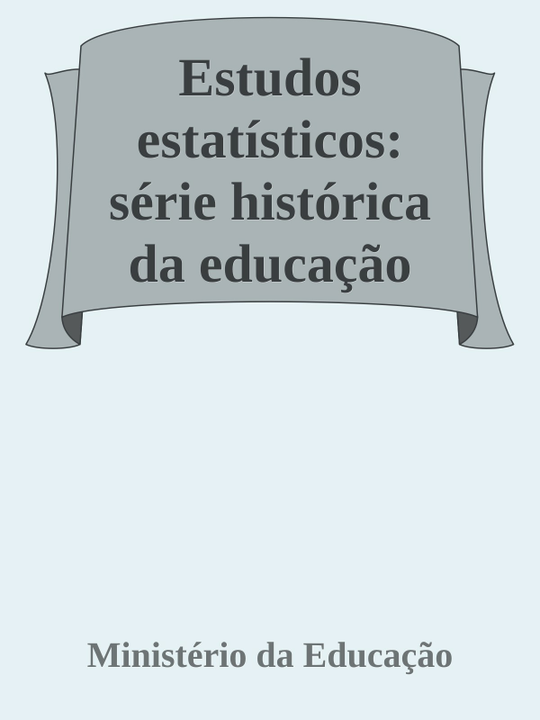 Estudos
estatísticos:
série histórica
da educação
Ministério da Educação